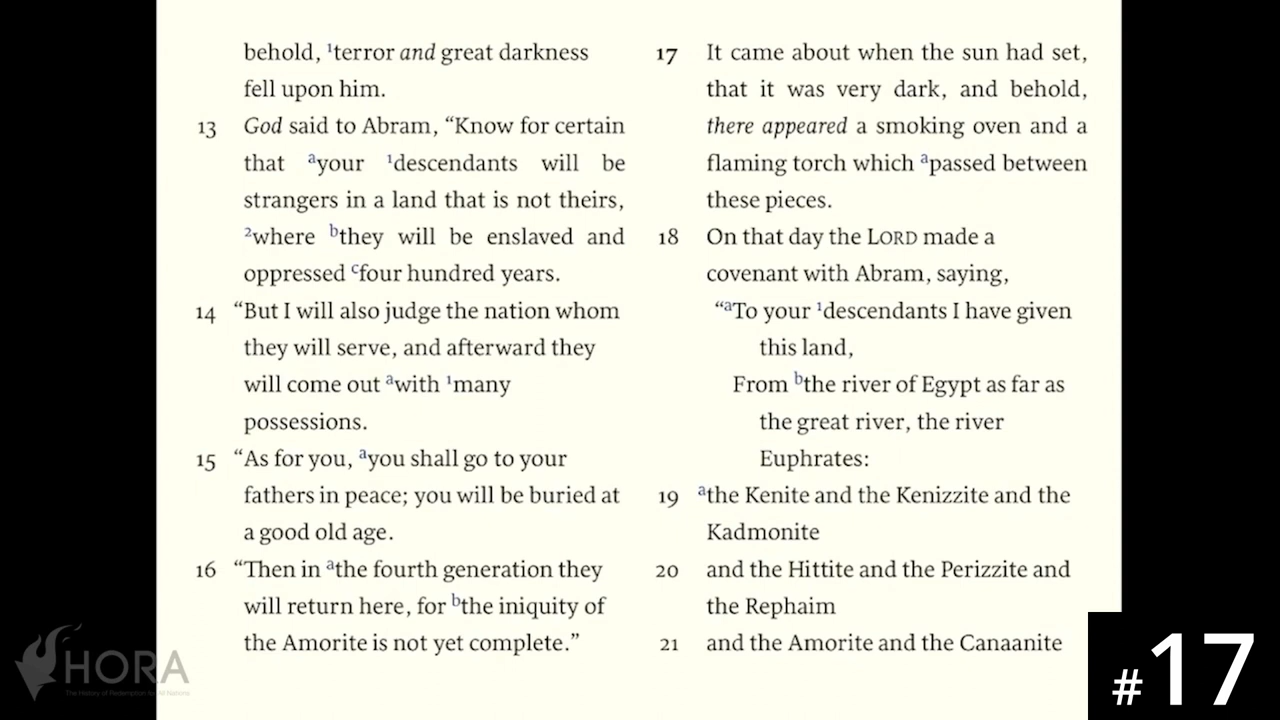 behold, ¹terror and great darkness
fell upon him.
13 God said to Abram, “Know for certain
that ᵃyour ¹descendants will be
strangers in a land that is not theirs,
²where ᵇthey will be enslaved and
oppressed ᶜfour hundred years.
14 “But I will also judge the nation whom
they will serve, and afterward they
will come out ᵃwith ¹many
possessions.
15 “As for you, ᵃyou shall go to your
fathers in peace; you will be buried at
a good old age.
16 “Then in ᵃthe fourth generation they
will return here, for ᵇthe iniquity of
the Amorite is not yet complete.”
17 It came about when the sun had set,
that it was very dark, and behold,
there appeared a smoking oven and a
flaming torch which ᵃpassed between
these pieces.
18 On that day the LORD made a
covenant with Abram, saying,
“ᵃTo your ¹descendants I have given
this land,
From ᵇthe river of Egypt as far as
the great river, the river
Euphrates:
19 ᵃthe Kenite and the Kenizzite and the
Kadmonite
20 and the Hittite and the Perizzite and
the Rephaim
21 and the Amorite and the Canaanite
HORA
The History of Redemption for All Nations
#17